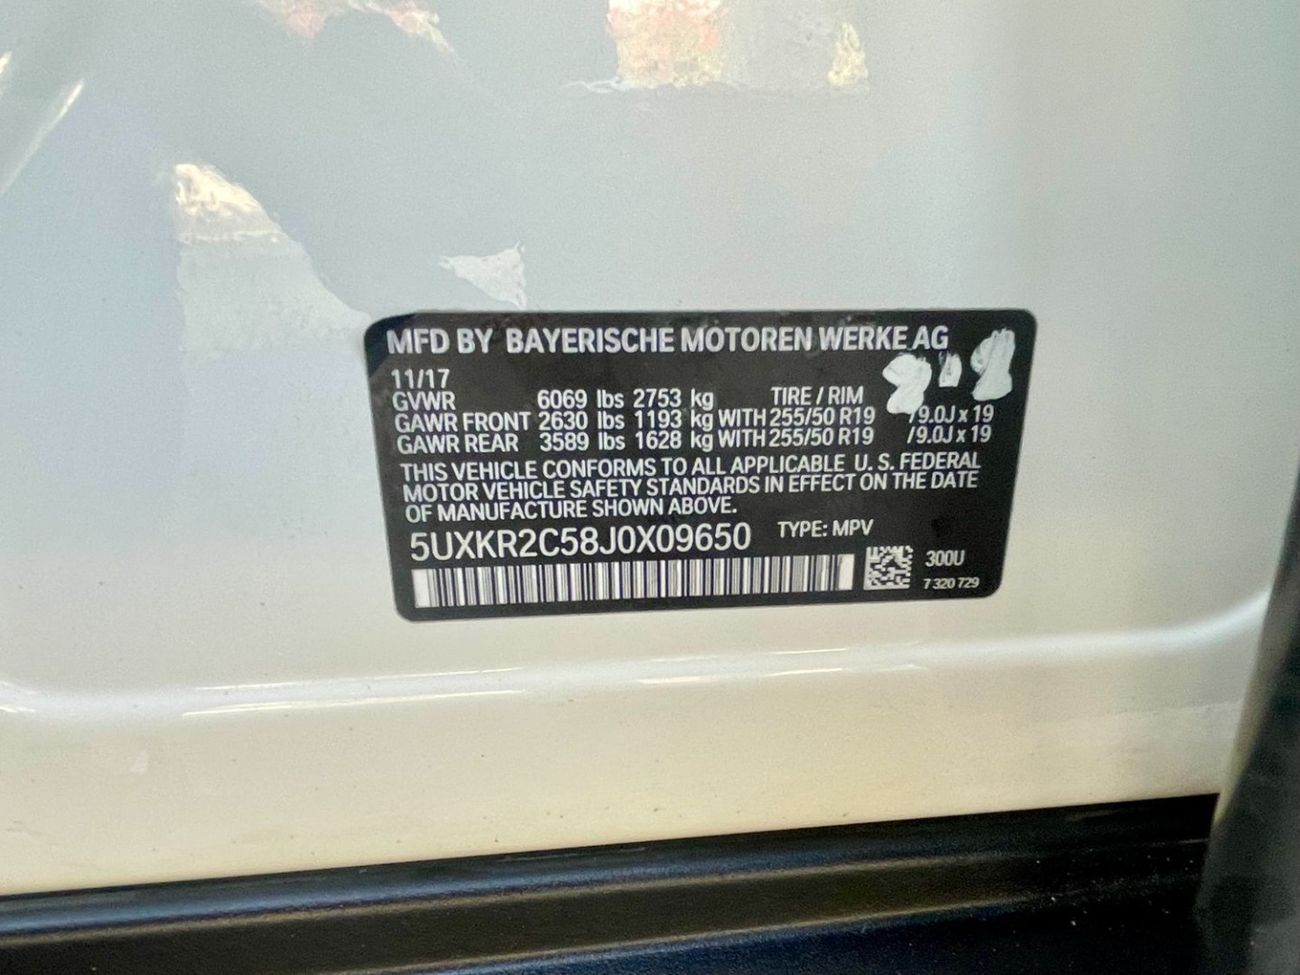 MFD BY BAYERISCHE MOTOREN WERKE AG
11/17
GVWR 6069 lbs 2753 kg TIRE / RIM
GAWR FRONT 2630 lbs 1193 kg WITH 255/50 R19 /9.0J x 19
GAWR REAR 3589 lbs 1628 kg WITH 255/50 R19 /9.0J x 19
THIS VEHICLE CONFORMS TO ALL APPLICABLE U. S. FEDERAL
MOTOR VEHICLE SAFETY STANDARDS IN EFFECT ON THE DATE
OF MANUFACTURE SHOWN ABOVE.
5UXKR2C58J0X09650 TYPE: MPV
300U
7 320 729